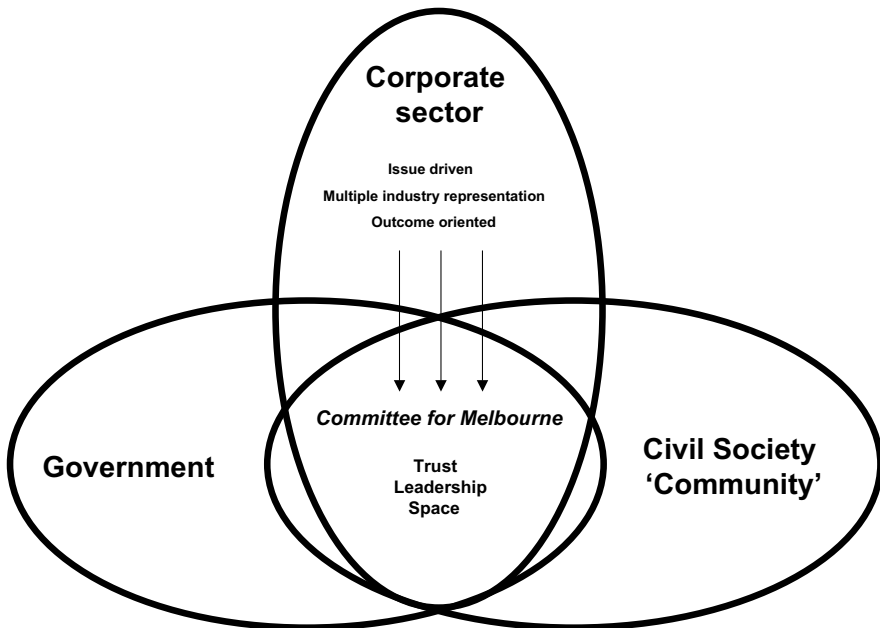 Corporate
sector
Issue driven
Multiple industry representation
Outcome oriented
Committee for Melbourne
Trust
Leadership
Space
Government
Civil Society
'Community'